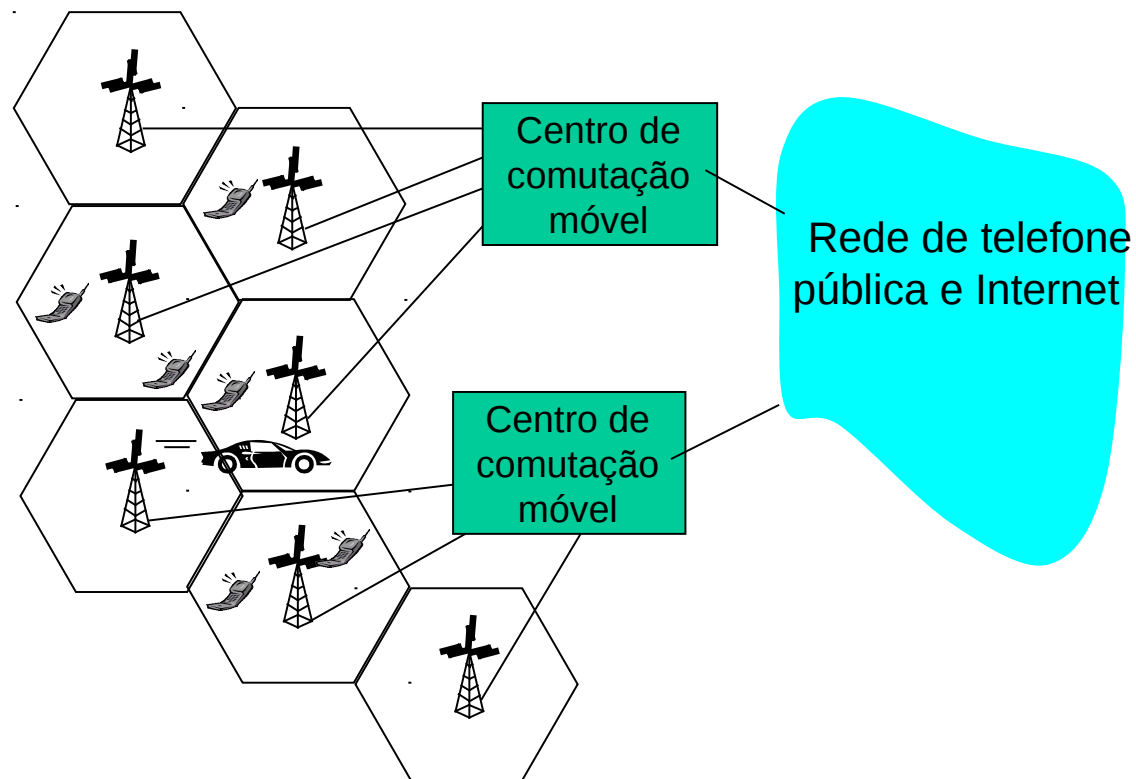 Centro de
comutação
móvel
Rede de telefone
pública e Internet
Centro de
comutação
móvel